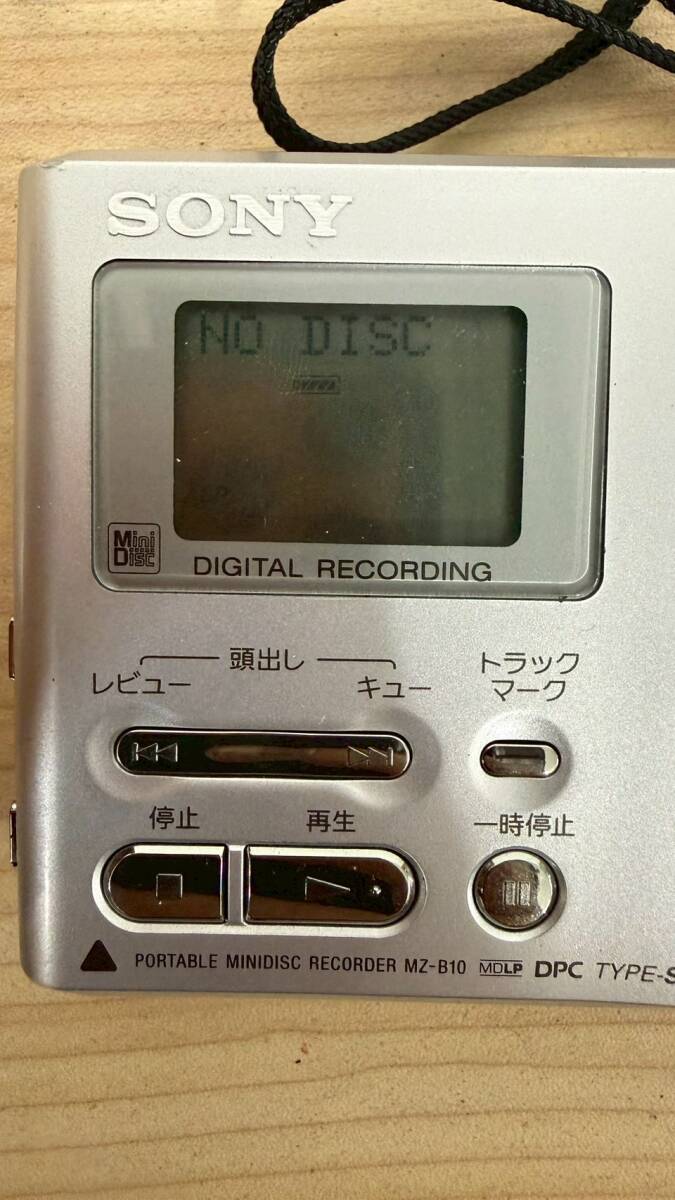 SONY
NO DISC
Mini
Disc
DIGITAL RECORDING
頭出し
レビュー
キュー
トラック
マーク
停止
再生
一時停止
PORTABLE MINIDISC RECORDER MZ-B10 MDLP DPC TYPE-S